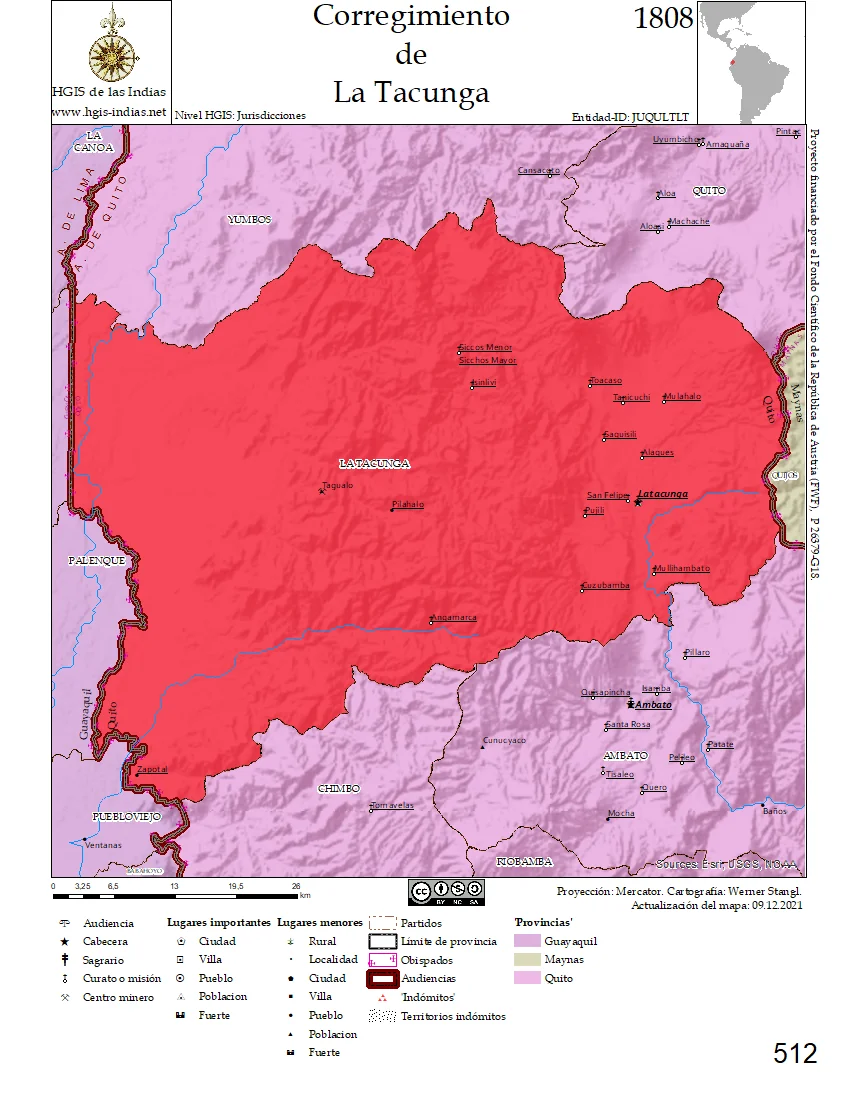 Corregimiento
de
La Tacunga
1808
HGIS de las Indias
www.hgis-indias.net
Nivel HGIS: Jurisdicciones
Entidad-ID: JUQULTLT
LA
CANOA
A. DE LIMA
A. DE QUITO
YUMBOS
Cansacoto
Uyumbicho
Amaguaña
Pintac
Aloa
QUITO
Machache
Aloasi
Siccos Menor
Sicchos Mayor
Isinlivi
Toacaso
Tanicuchi
Mulahalo
Saquisili
Alaques
LA TACUNGA
Tagualo
Pilahalo
San Felipe
Latacunga
Pujili
Quito
Maynas
QUIJOS
PALENQUE
Mullihambato
Cuzubamba
Angamarca
Pillaro
Quisapincha
Isamba
Ambato
Santa Rosa
Guayaquil
Quito
Cunucyaco
AMBATO
Pelileo
Patate
Zapotal
Tisaleo
Quero
CHIMBO
Tomavelas
Mocha
Baños
PUEBLOVIEJO
Ventanas
BABAHOYO
RIOBAMBA
Sources: Esri, USGS, NOAA
Proyecto financiado por el Fondo Científico de la República de Austria (FWF), P 26379-G18.
0 3,25 6,5 13 19,5 26
km
BY NC SA
Proyección: Mercator. Cartografía: Werner Stangl.
Actualización del mapa: 09.12.2021
Audiencia
Cabecera
Sagrario
Curato o misión
Centro minero
Lugares importantes
Ciudad
Villa
Pueblo
Poblacion
Fuerte
Lugares menores
Rural
Localidad
Ciudad
Villa
Pueblo
Poblacion
Fuerte
Partidos
Límite de provincia
Obispados
Audiencias
'Indómitos'
Territorios indómitos
'Provincias'
Guayaquil
Maynas
Quito
512